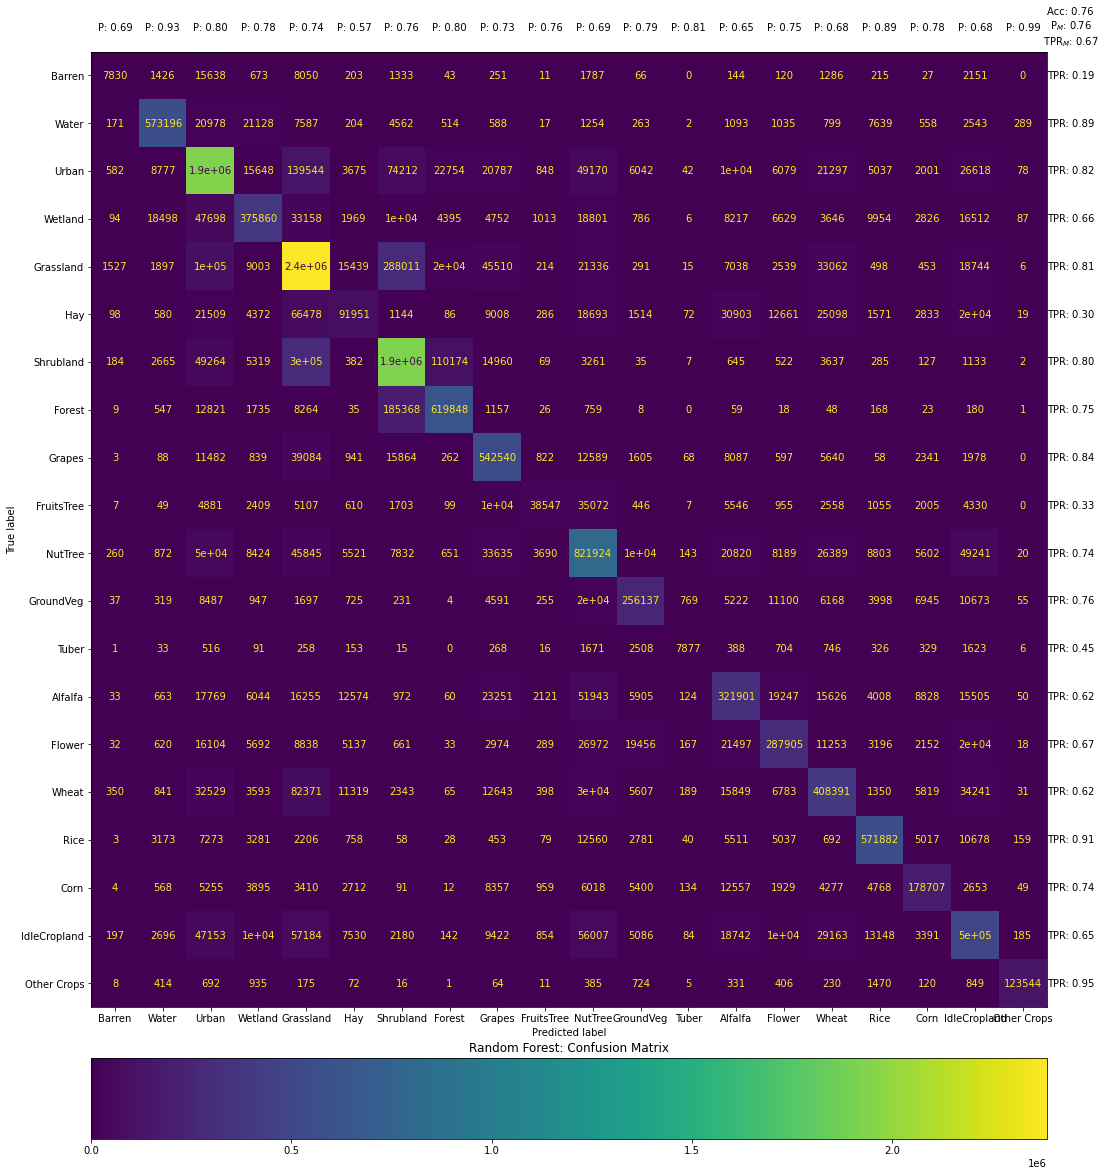 Acc: 0.76
P: 0.69 P: 0.93 P: 0.80 P: 0.78 P: 0.74 P: 0.57 P: 0.76 P: 0.80 P: 0.73 P: 0.76 P: 0.69 P: 0.79 P: 0.81 P: 0.65 P: 0.75 P: 0.68 P: 0.89 P: 0.78 P: 0.68 P: 0.99 P_M: 0.76
TPR_M: 0.67
Barren 7830 1426 15638 673 8050 203 1333 43 251 11 1787 66 0 144 120 1286 215 27 2151 0 TPR: 0.19
Water 171 573196 20978 21128 7587 204 4562 514 588 17 1254 263 2 1093 1035 799 7639 558 2543 289 TPR: 0.89
Urban 582 8777 1.9e+06 15648 139544 3675 74212 22754 20787 848 49170 6042 42 1e+04 6079 21297 5037 2001 26618 78 TPR: 0.82
Wetland 94 18498 47698 375860 33158 1969 1e+04 4395 4752 1013 18801 786 6 8217 6629 3646 9954 2826 16512 87 TPR: 0.66
Grassland 1527 1897 1e+05 9003 2.4e+06 15439 288011 2e+04 45510 214 21336 291 15 7038 2539 33062 498 453 18744 6 TPR: 0.81
Hay 98 580 21509 4372 66478 91951 1144 86 9008 286 18693 1514 72 30903 12661 25098 1571 2833 2e+04 19 TPR: 0.30
Shrubland 184 2665 49264 5319 3e+05 382 1.9e+06 110174 14960 69 3261 35 7 645 522 3637 285 127 1133 2 TPR: 0.80
Forest 9 547 12821 1735 8264 35 185368 619848 1157 26 759 8 0 59 18 48 168 23 180 1 TPR: 0.75
Grapes 3 88 11482 839 39084 941 15864 262 542540 822 12589 1605 68 8087 597 5640 58 2341 1978 0 TPR: 0.84
FruitsTree 7 49 4881 2409 5107 610 1703 99 1e+04 38547 35072 446 7 5546 955 2558 1055 2005 4330 0 TPR: 0.33
NutTree 260 872 5e+04 8424 45845 5521 7832 651 33635 3690 821924 1e+04 143 20820 8189 26389 8803 5602 49241 20 TPR: 0.74
GroundVeg 37 319 8487 947 1697 725 231 4 4591 255 2e+04 256137 769 5222 11100 6168 3998 6945 10673 55 TPR: 0.76
Tuber 1 33 516 91 258 153 15 0 268 16 1671 2508 7877 388 704 746 326 329 1623 6 TPR: 0.45
Alfalfa 33 663 17769 6044 16255 12574 972 60 23251 2121 51943 5905 124 321901 19247 15626 4008 8828 15505 50 TPR: 0.62
Flower 32 620 16104 5692 8838 5137 661 33 2974 289 26972 19456 167 21497 287905 11253 3196 2152 2e+04 18 TPR: 0.67
Wheat 350 841 32529 3593 82371 11319 2343 65 12643 398 3e+04 5607 189 15849 6783 408391 1350 5819 34241 31 TPR: 0.62
Rice 3 3173 7273 3281 2206 758 58 28 453 79 12560 2781 40 5511 5037 692 571882 5017 10678 159 TPR: 0.91
Corn 4 568 5255 3895 3410 2712 91 12 8357 959 6018 5400 134 12557 1929 4277 4768 178707 2653 49 TPR: 0.74
IdleCropland 197 2696 47153 1e+04 57184 7530 2180 142 9422 854 56007 5086 84 18742 1e+04 29163 13148 3391 5e+05 185 TPR: 0.65
Other Crops 8 414 692 935 175 72 16 1 64 11 385 724 5 331 406 230 1470 120 849 123544 TPR: 0.95
True label
Barren Water Urban Wetland Grassland Hay Shrubland Forest Grapes FruitsTree NutTree GroundVeg Tuber Alfalfa Flower Wheat Rice Corn IdleCropland Other Crops
Predicted label
Random Forest: Confusion Matrix
0.0 0.5 1.0 1.5 2.0
1e6